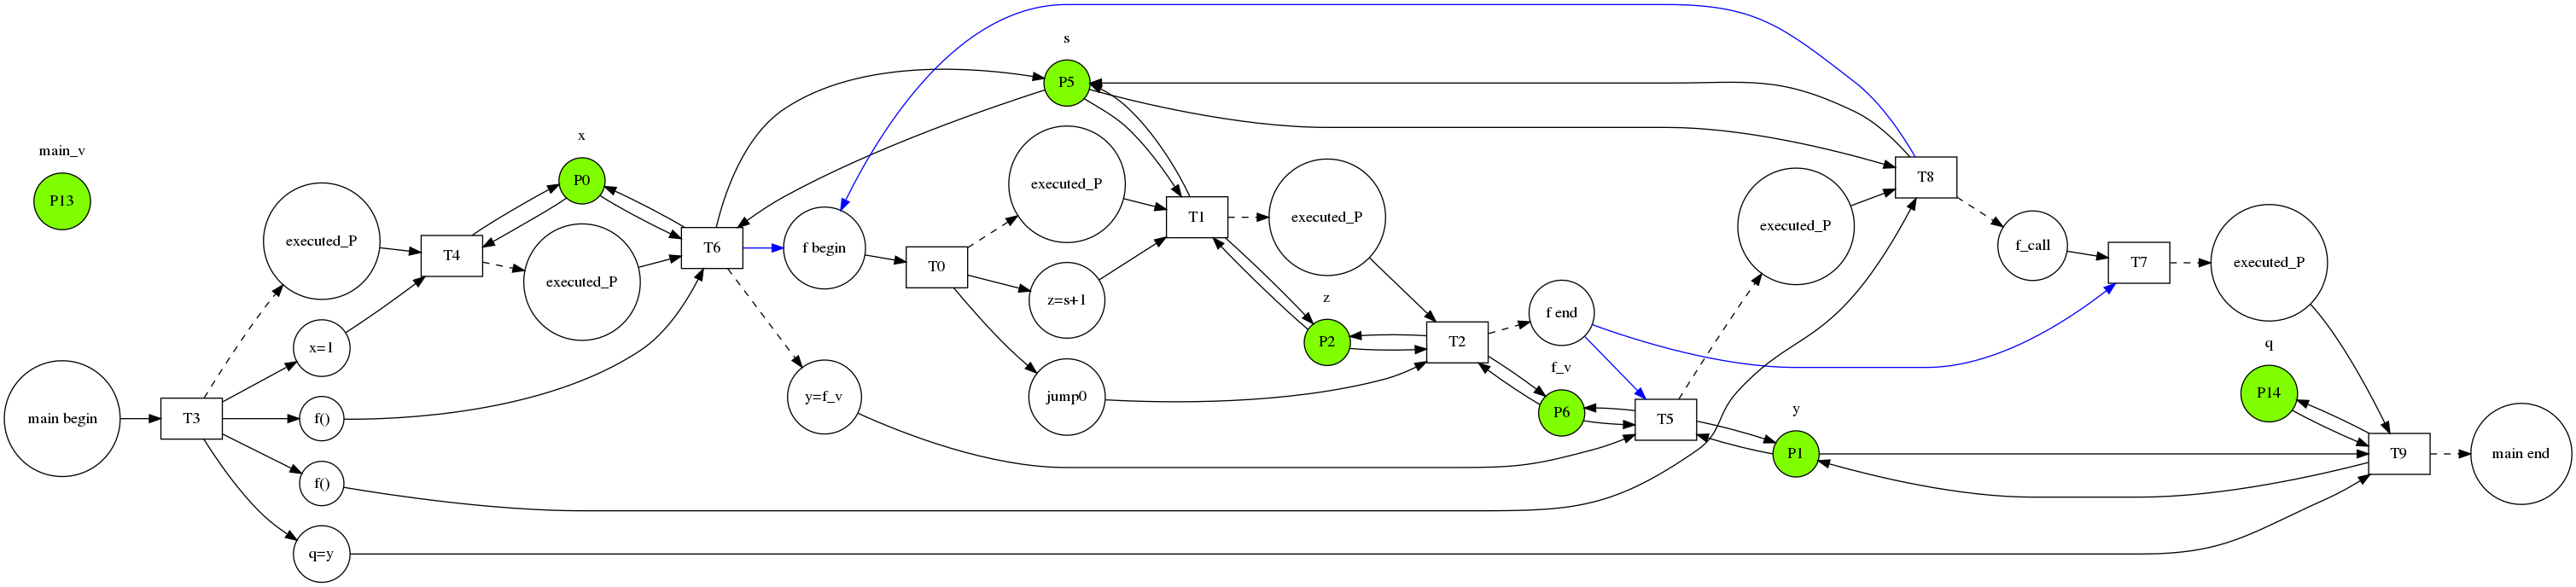 main_v
P13
main begin
T3
executed_P
x=1
f()
f()
q=y
T4
x
P0
executed_P
T6
f begin
y=f_v
T0
s
P5
executed_P
z=s+1
jump0
T1
executed_P
z
P2
T2
f end
f_v
P6
T5
executed_P
y
P1
T8
f_call
T7
executed_P
q
P14
T9
main end